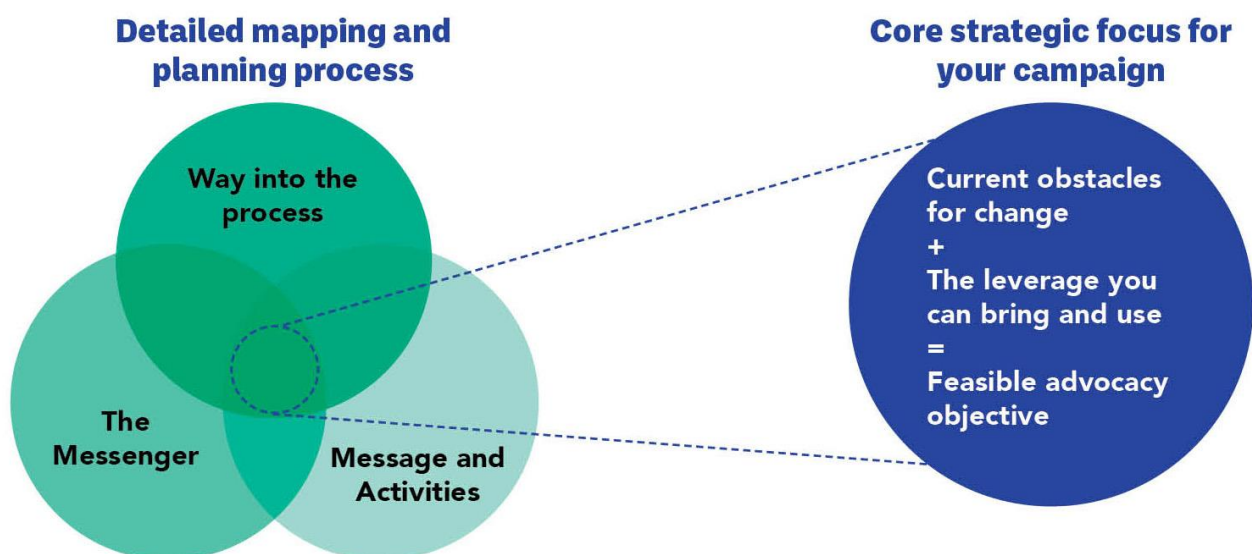 Detailed mapping and
planning process
Way into the
process
The
Messenger
Message and
Activities
Core strategic focus for
your campaign
Current obstacles
for change
+
The leverage you
can bring and use
=
Feasible advocacy
objective